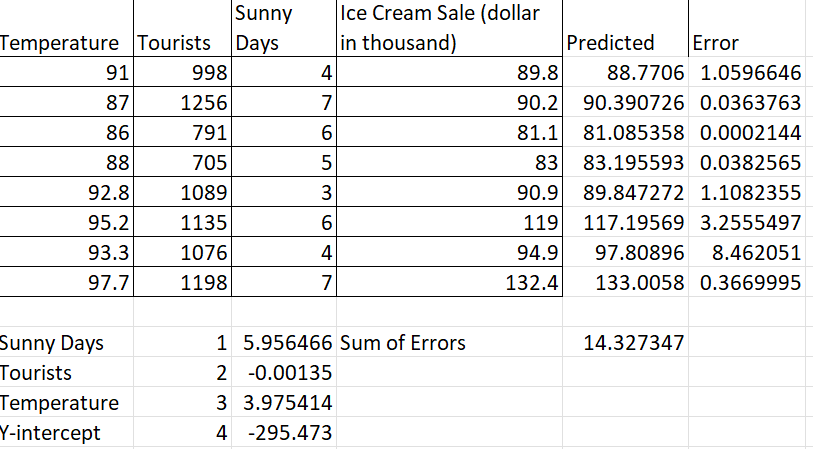 Sunny Ice Cream Sale (dollar
Temperature Tourists Days in thousand) Predicted Error
91 998 4 89.8 88.7706 1.0596646
87 1256 7 90.2 90.390726 0.0363763
86 791 6 81.1 81.085358 0.0002144
88 705 5 83 83.195593 0.0382565
92.8 1089 3 90.9 89.847272 1.1082355
95.2 1135 6 119 117.19569 3.2555497
93.3 1076 4 94.9 97.80896 8.462051
97.7 1198 7 132.4 133.0058 0.3669995
Sunny Days 1 5.956466 Sum of Errors 14.327347
Tourists 2 -0.00135
Temperature 3 3.975414
Y-intercept 4 -295.473